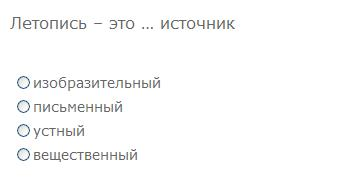 Летопись – это ... источник
изобразительный
письменный
устный
вещественный